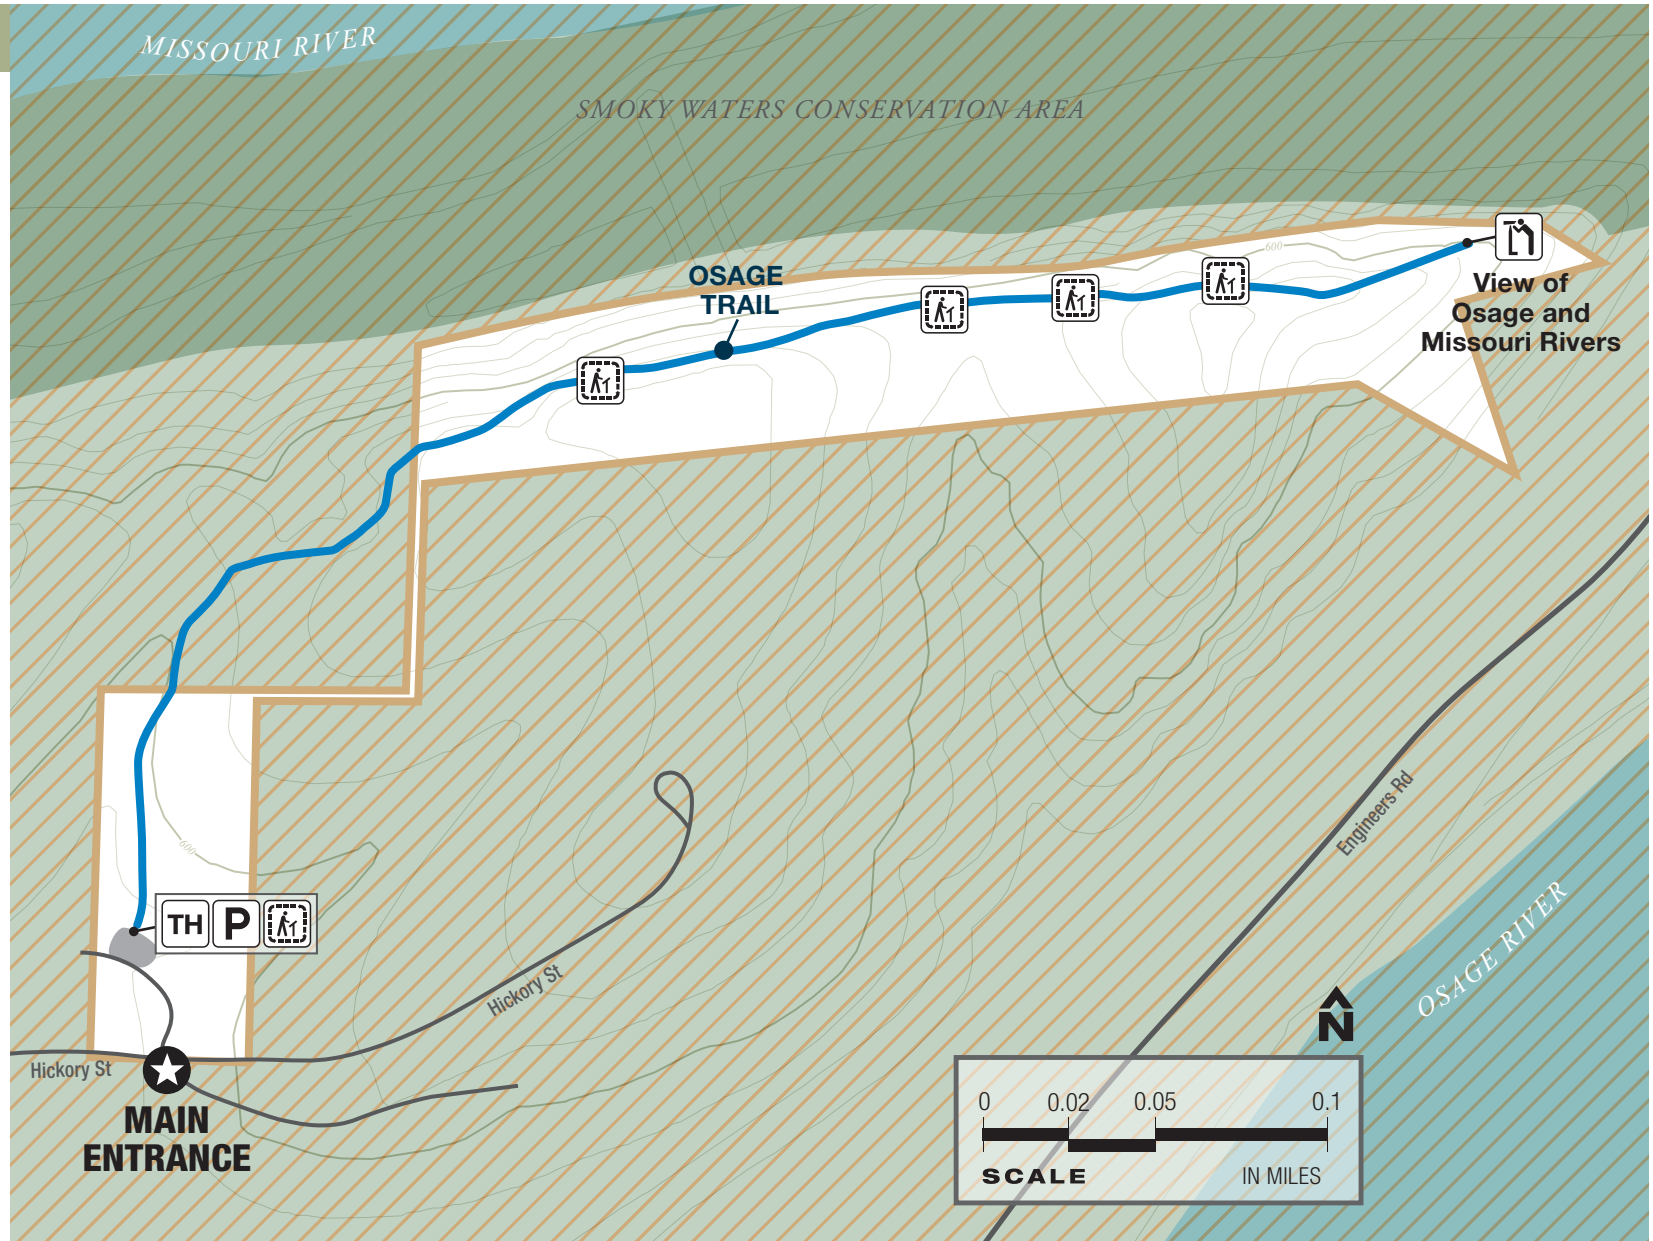 MISSOURI RIVER
SMOKY WATERS CONSERVATION AREA
600
OSAGE
TRAIL
View of
Osage and
Missouri Rivers
600
TH P
Engineers Rd
OSAGE RIVER
Hickory St
Hickory St
MAIN
ENTRANCE
N
0 0.02 0.05 0.1
SCALE IN MILES